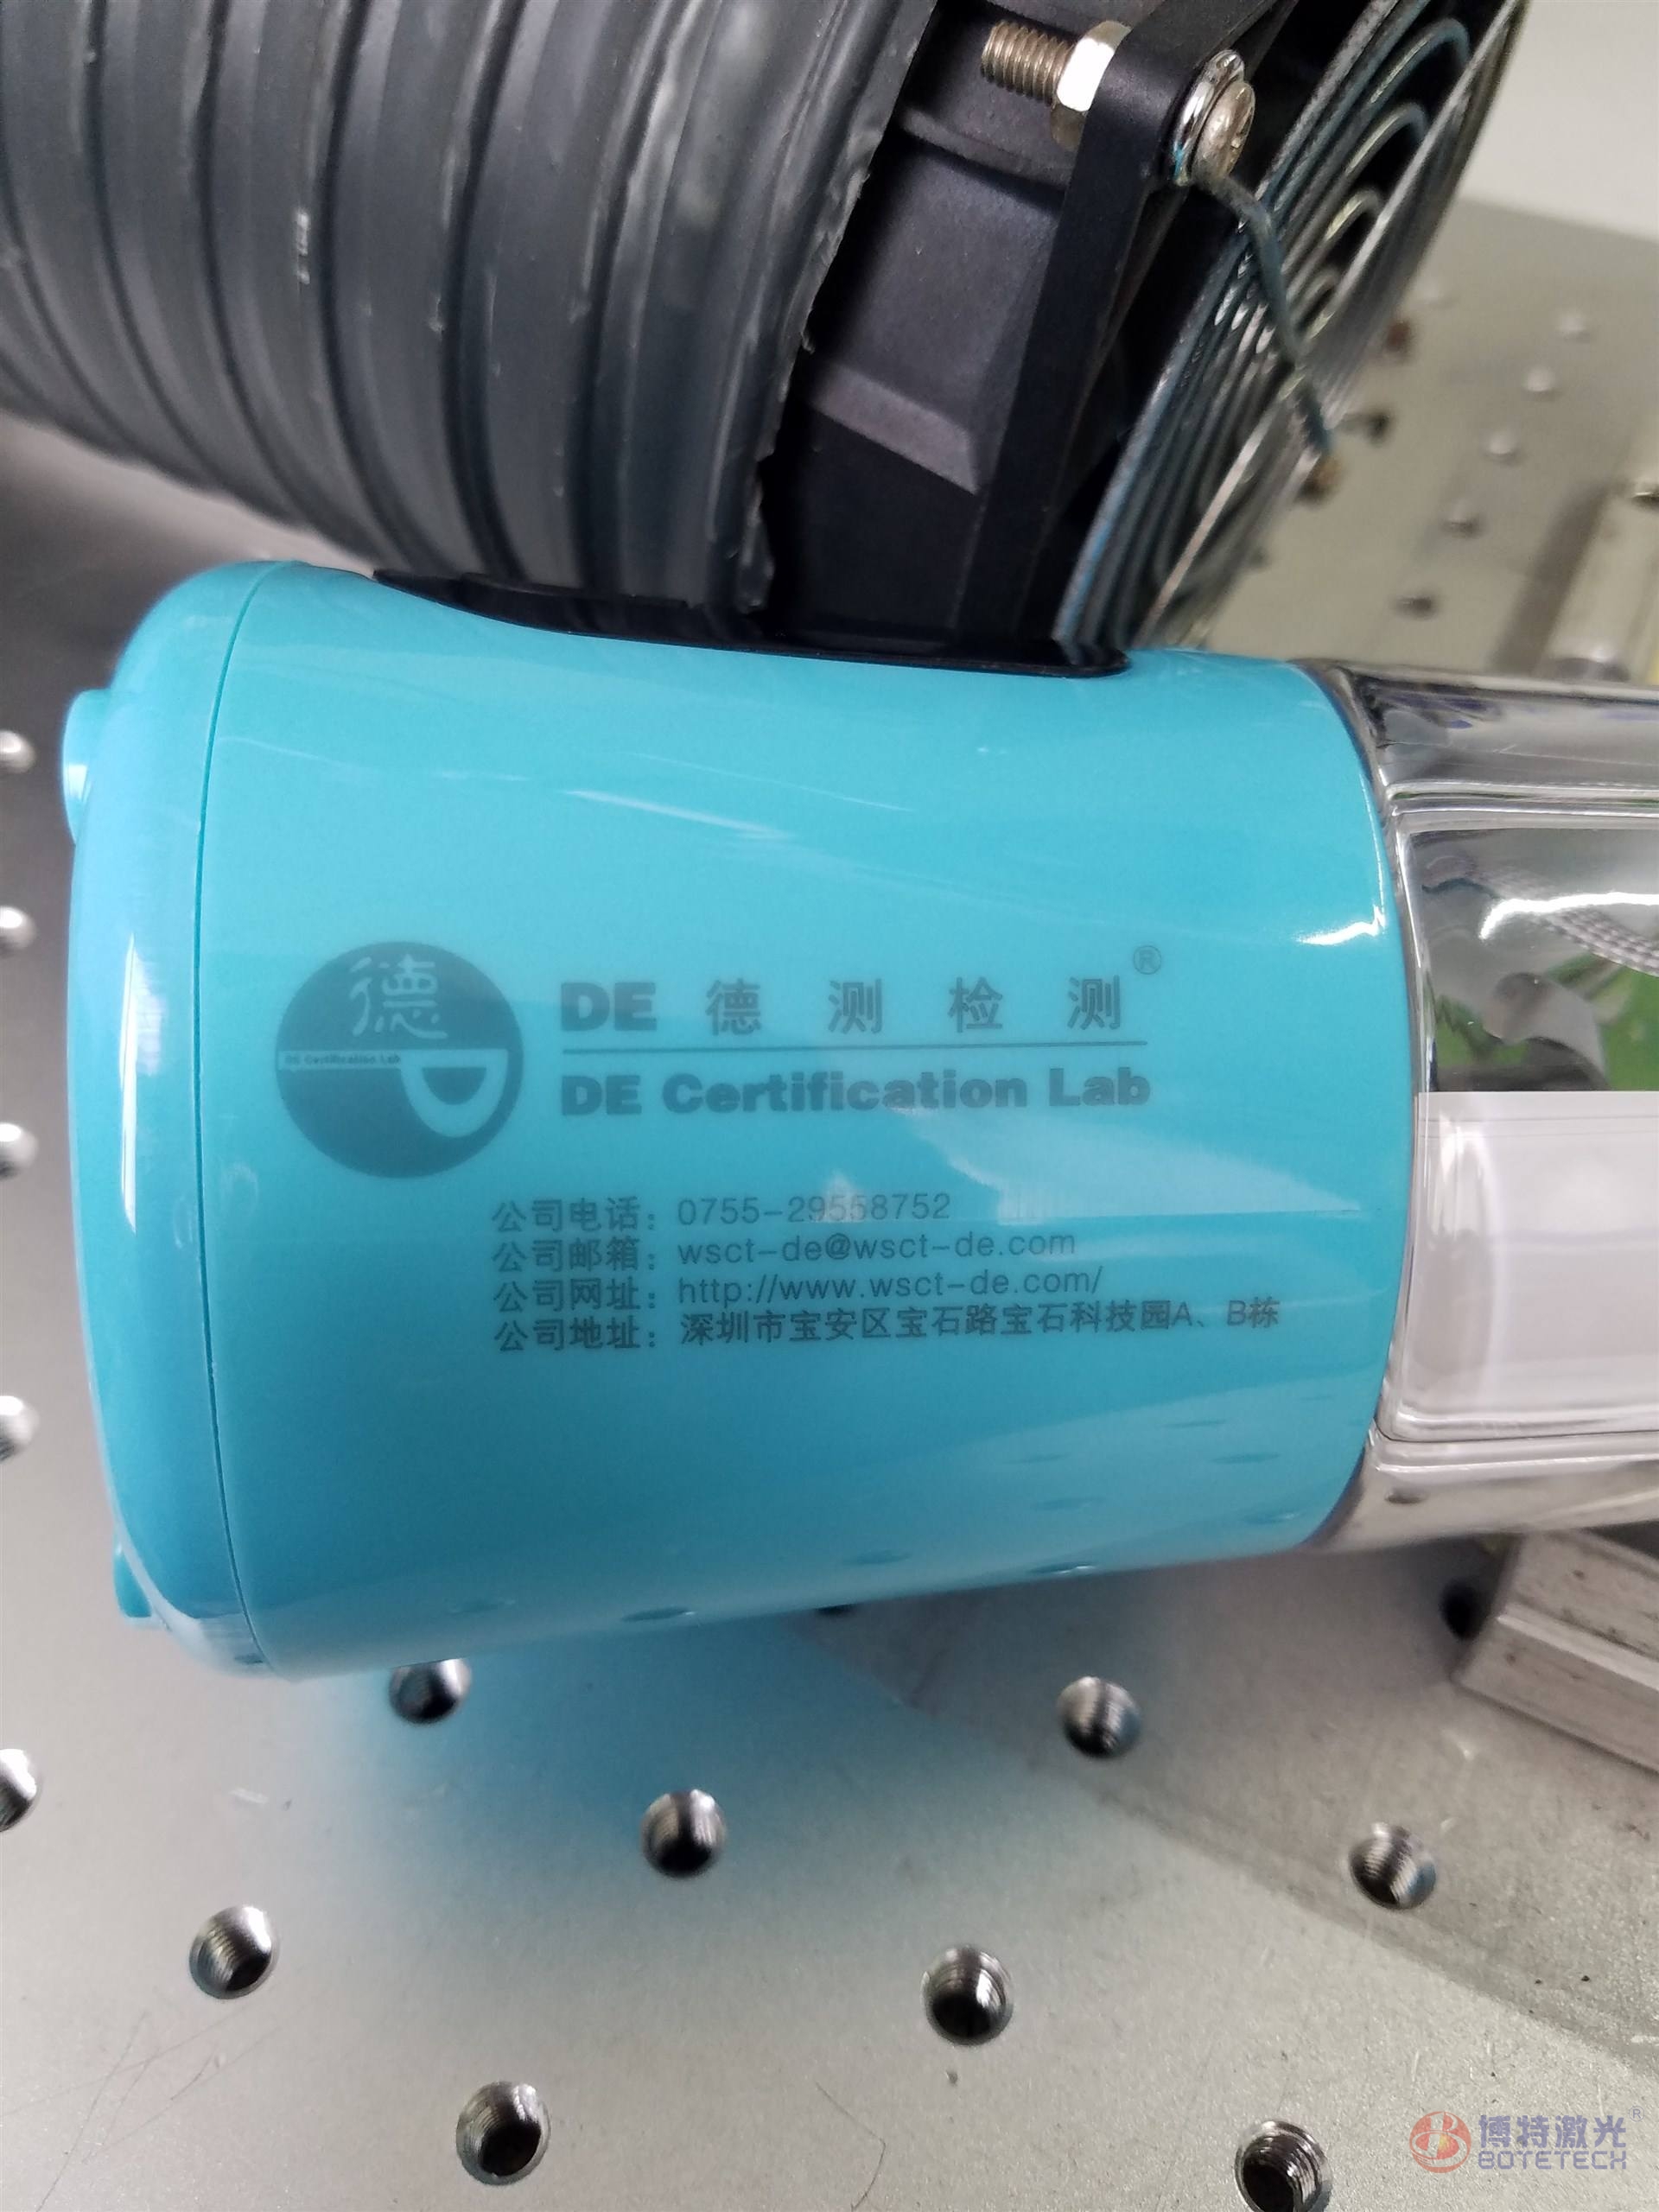 德
DE Certification Lab
DE 德测检测®
DE Certification Lab
公司电话：0755-29558752
公司邮箱：wsct-de@wsct-de.com
公司网址：http://www.wsct-de.com/
公司地址：深圳市宝安区宝石路宝石科技园A、B栋
博特激光®
BOTETECH